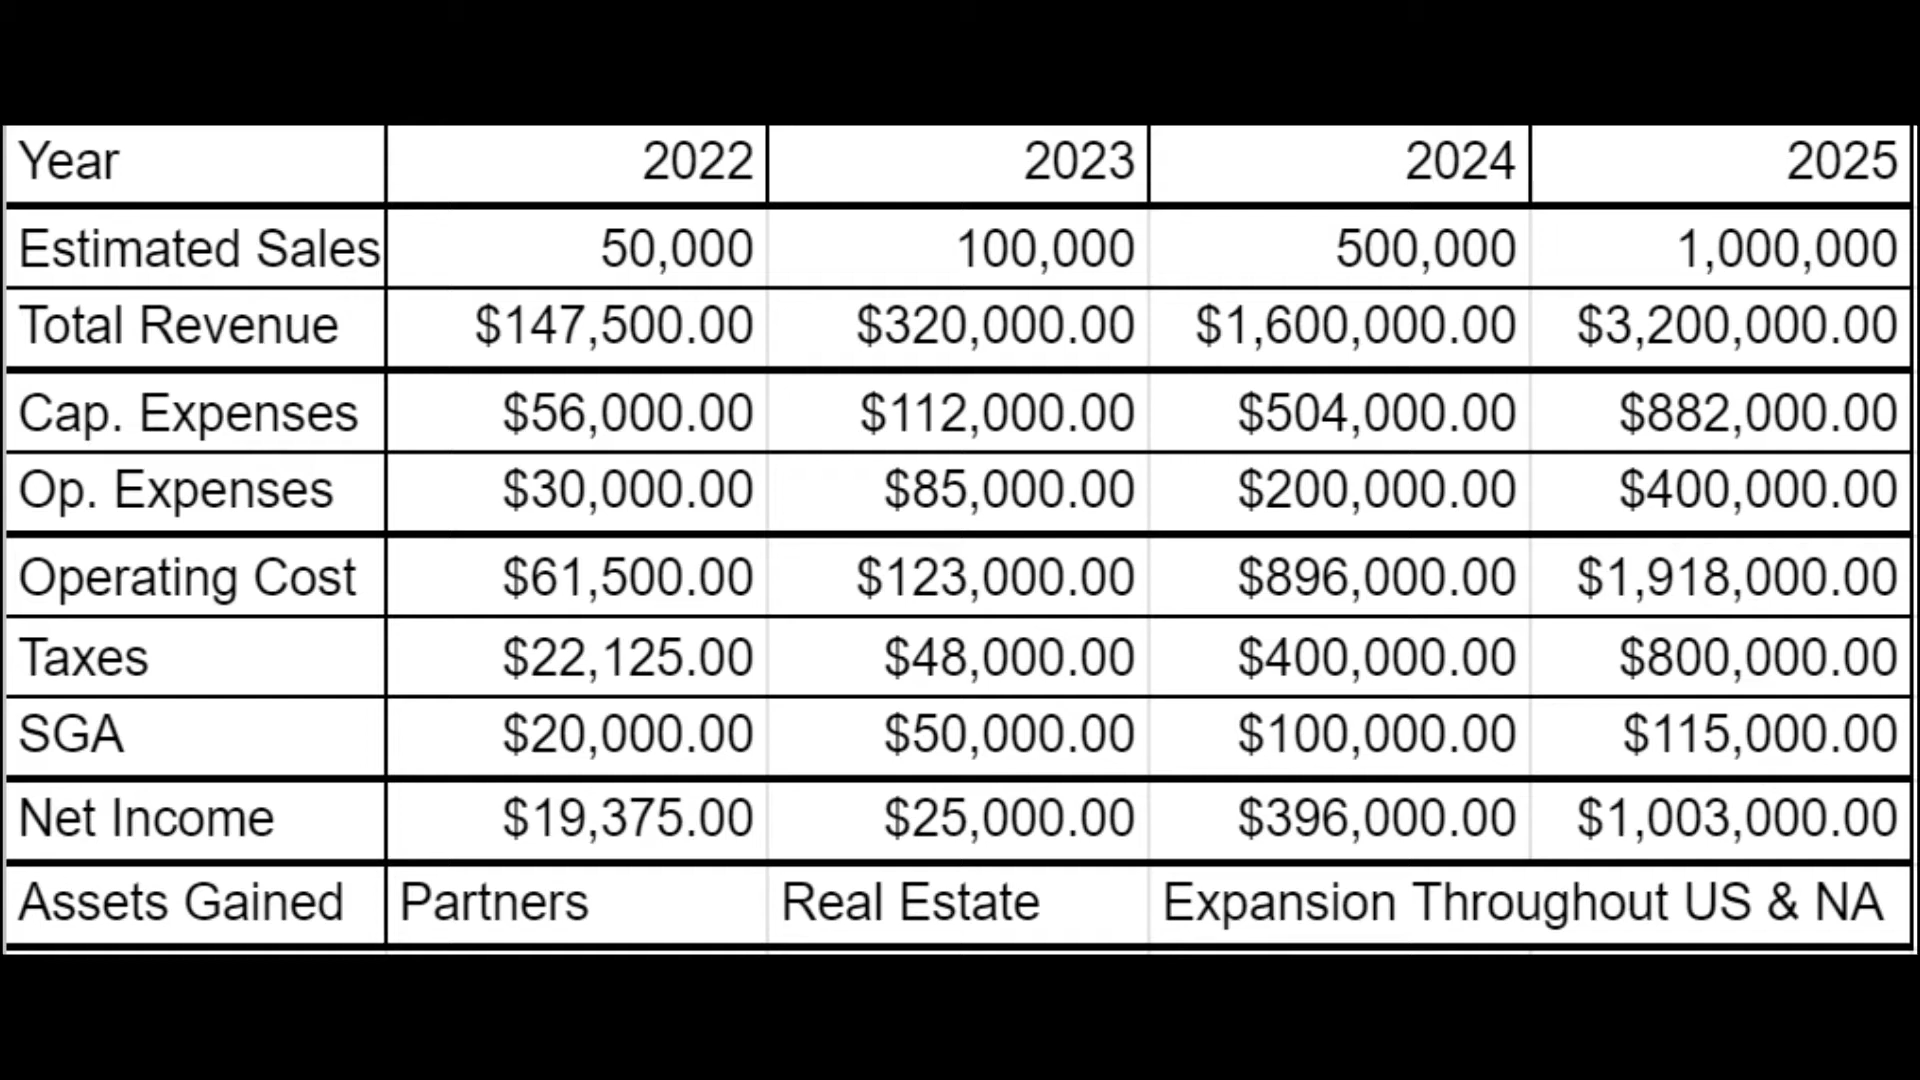 Year 2022 2023 2024 2025
Estimated Sales 50,000 100,000 500,000 1,000,000
Total Revenue $147,500.00 $320,000.00 $1,600,000.00 $3,200,000.00
Cap. Expenses $56,000.00 $112,000.00 $504,000.00 $882,000.00
Op. Expenses $30,000.00 $85,000.00 $200,000.00 $400,000.00
Operating Cost $61,500.00 $123,000.00 $896,000.00 $1,918,000.00
Taxes $22,125.00 $48,000.00 $400,000.00 $800,000.00
SGA $20,000.00 $50,000.00 $100,000.00 $115,000.00
Net Income $19,375.00 $25,000.00 $396,000.00 $1,003,000.00
Assets Gained Partners Real Estate Expansion Throughout US & NA